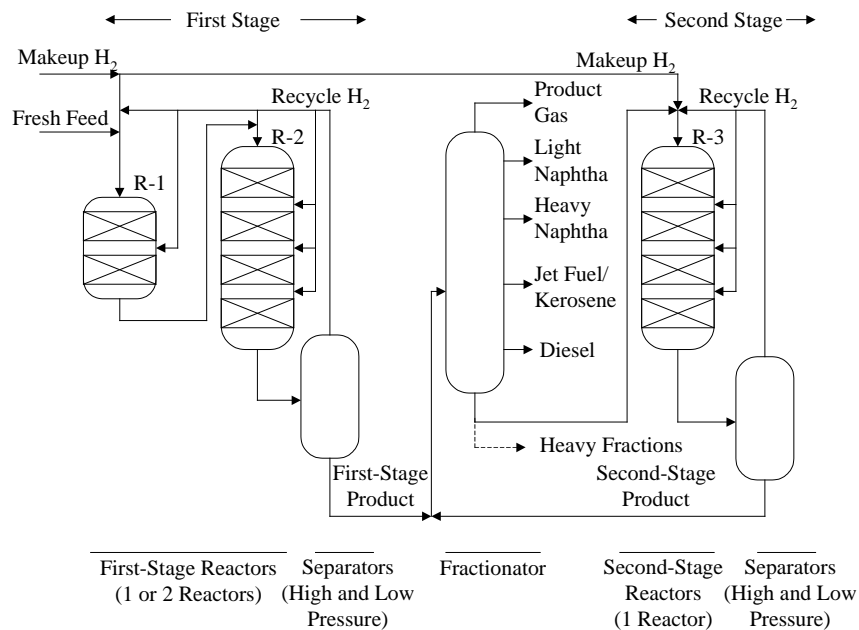 First Stage
Second Stage
Makeup H₂
Makeup H₂
Recycle H₂
Recycle H₂
Fresh Feed
R-1
R-2
R-3
Product
Gas
Light
Naphtha
Heavy
Naphtha
Jet Fuel/
Kerosene
Diesel
Heavy Fractions
First-Stage
Product
Second-Stage
Product
First-Stage Reactors
(1 or 2 Reactors)
Separators
(High and Low
Pressure)
Fractionator
Second-Stage
Reactors
(1 Reactor)
Separators
(High and Low
Pressure)